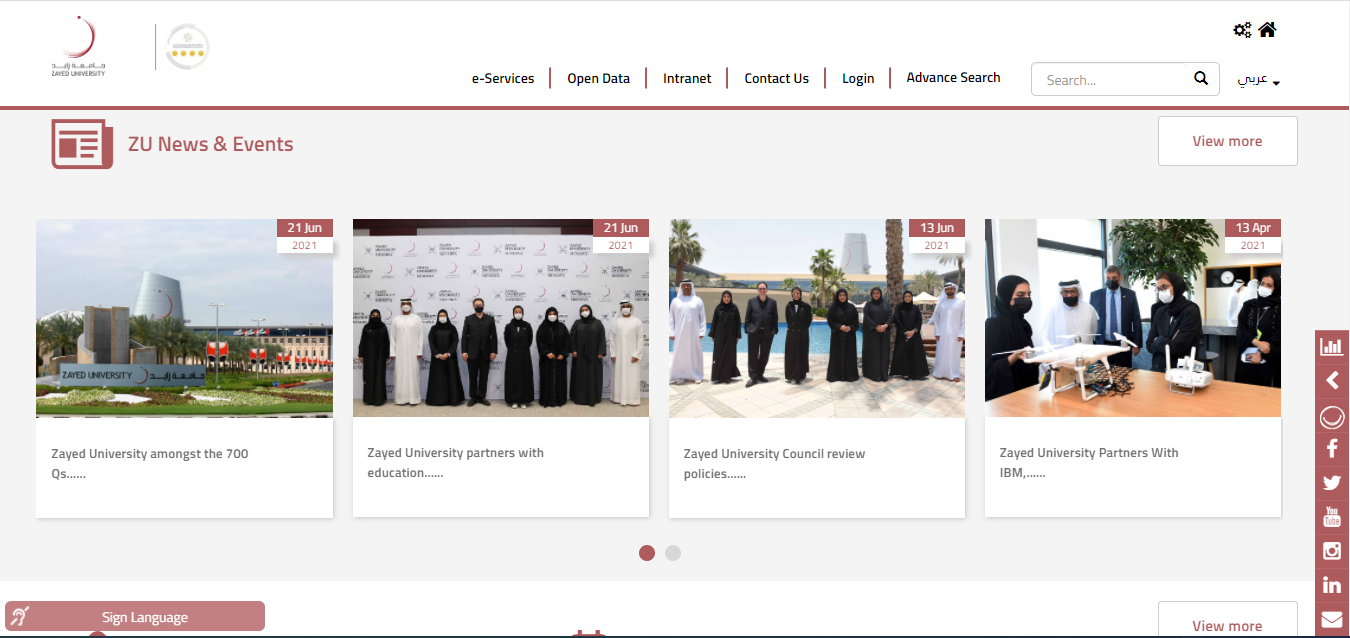 جامعة زايد
ZAYED UNIVERSITY
e-Services
Open Data
Intranet
Contact Us
Login
Advance Search
Search...
عربي
ZU News & Events
View more
21 Jun
2021
21 Jun
2021
13 Jun
2021
13 Apr
2021
ZAYED UNIVERSITY جامعة زايد
Zayed University amongst the 700
Qs......
Zayed University partners with
education......
Zayed University Council review
policies......
Zayed University Partners With
IBM,......
You
Tube
Sign Language
View more